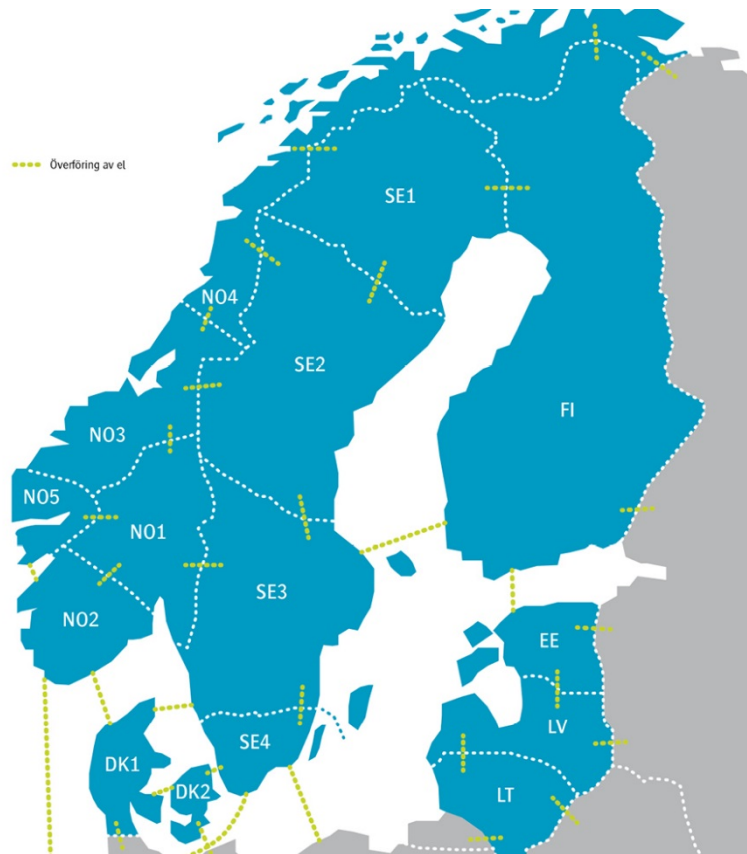 Överföring av el
SE1
NO4
SE2
FI
NO3
NO5
NO1
SE3
NO2
EE
LV
SE4
DK1
DK2
LT